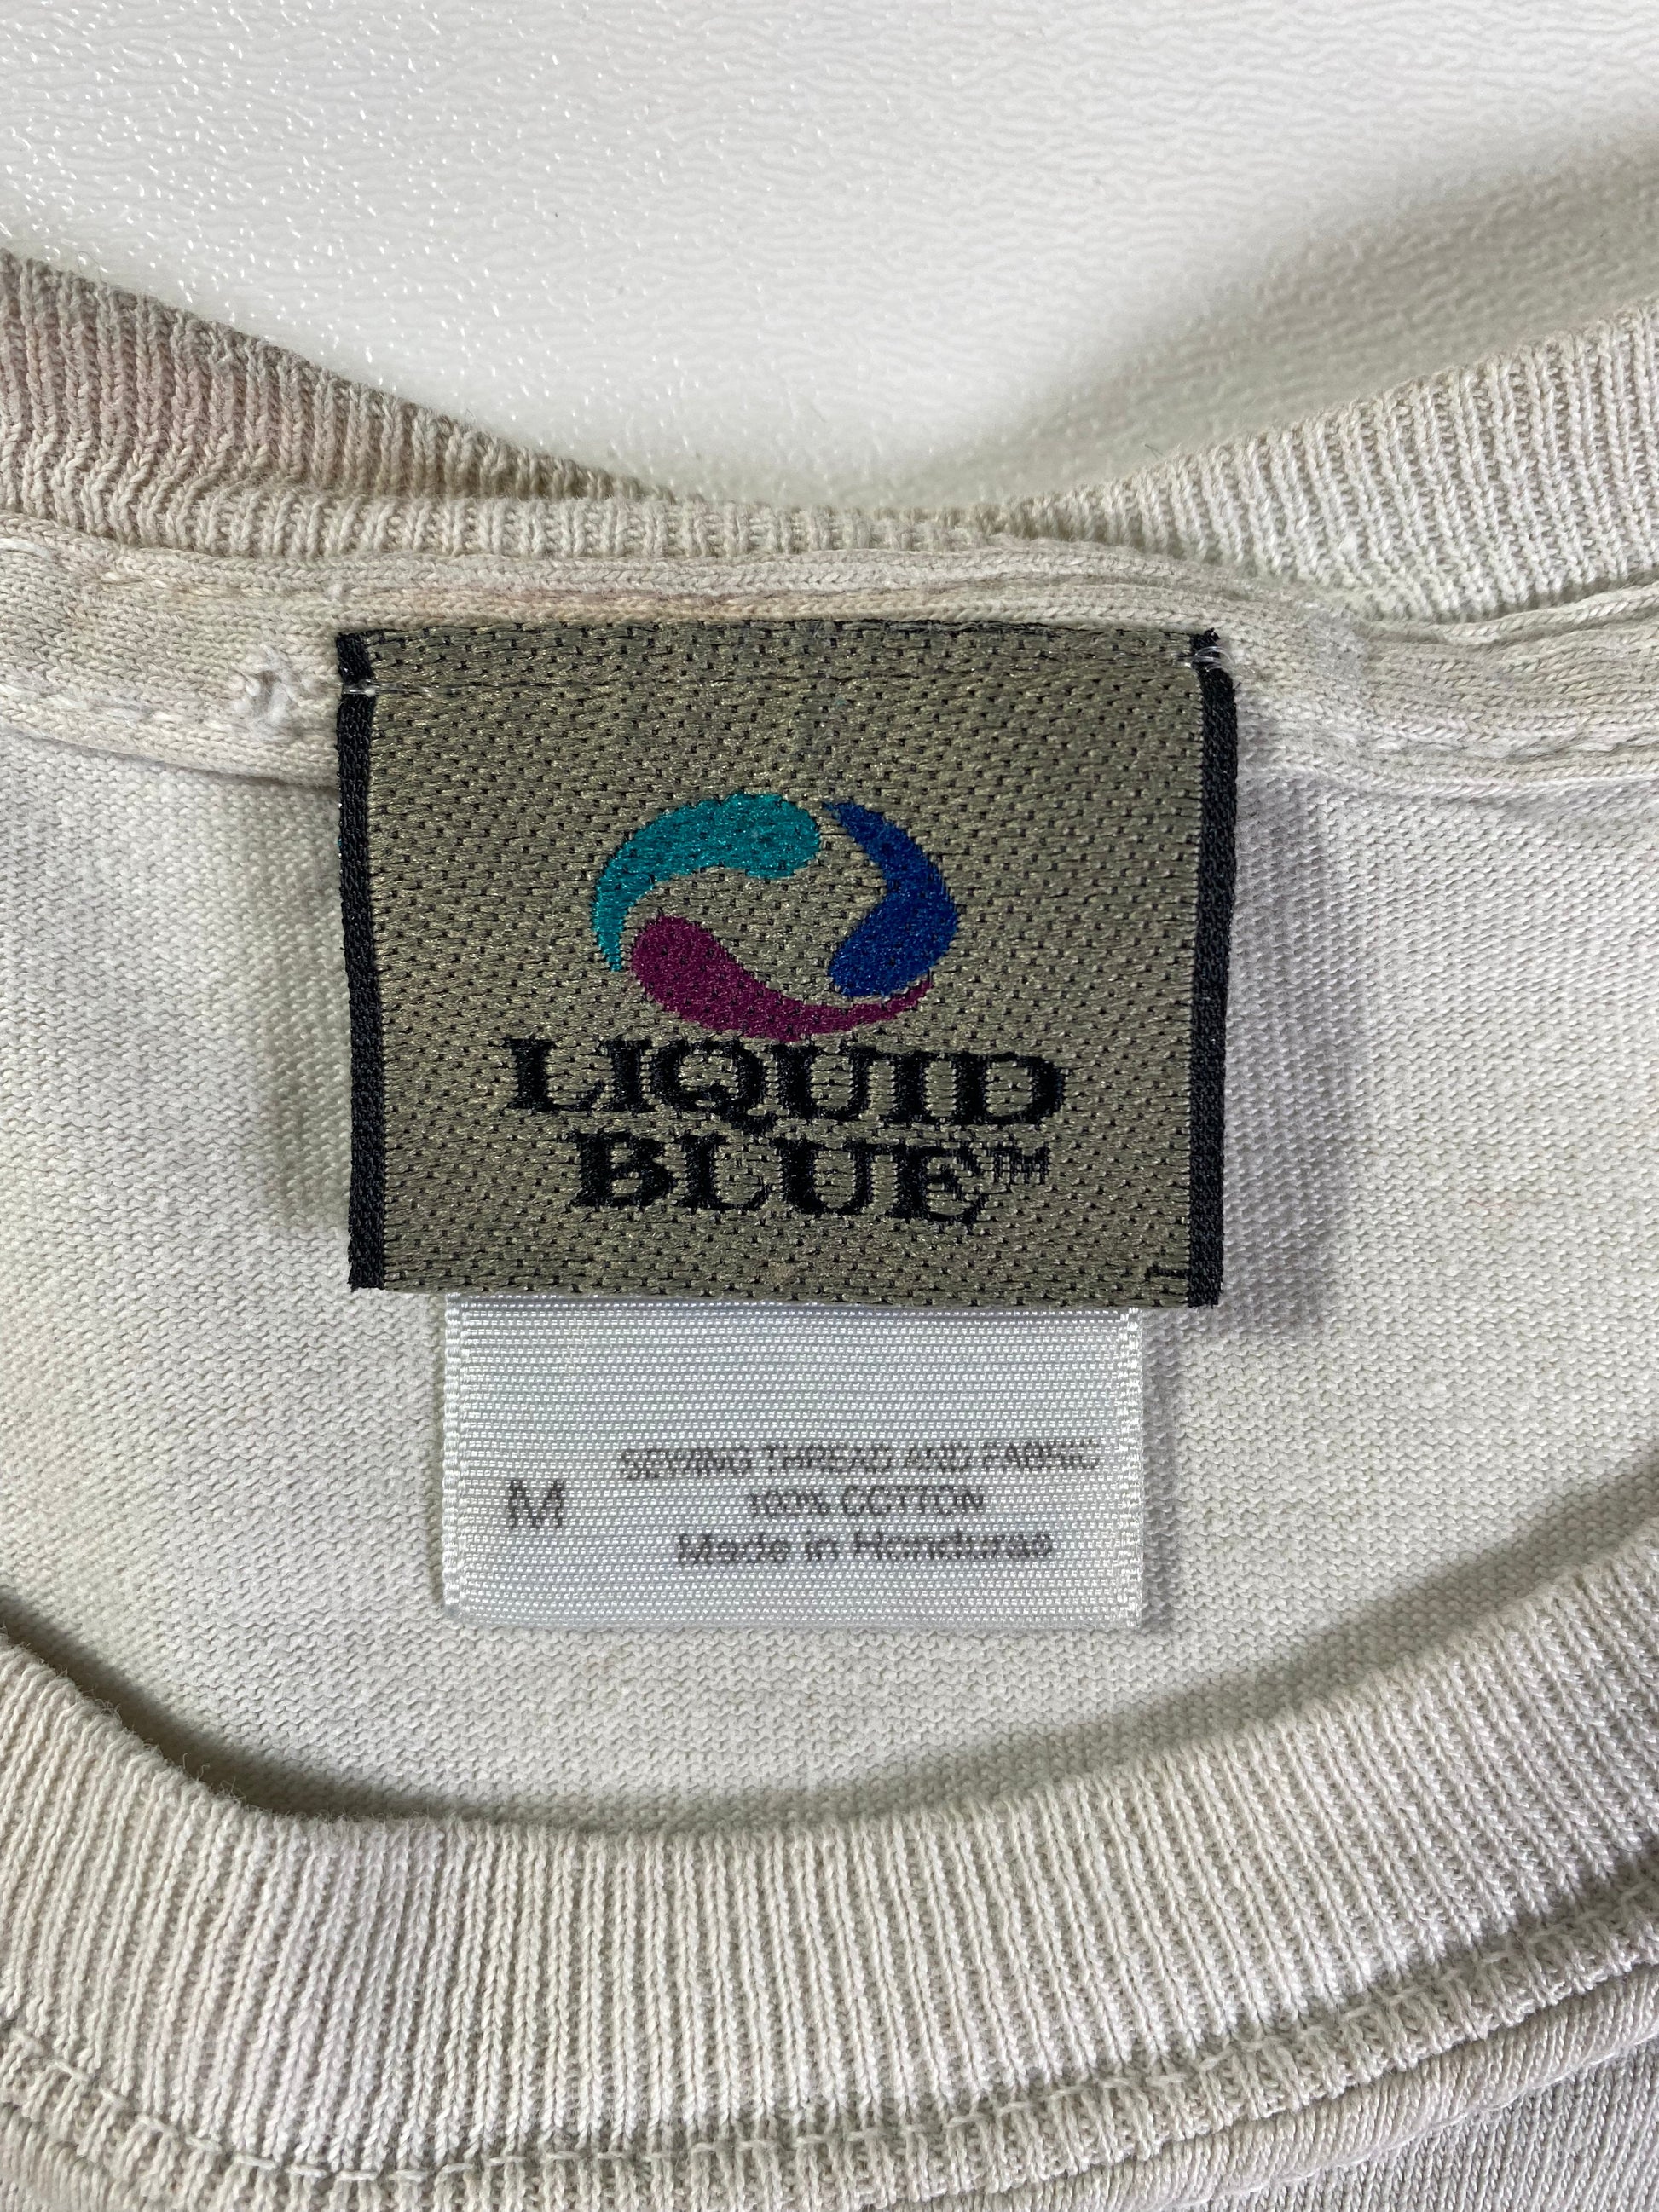 LIQUID
BLUE™
M
SEWING THREAD AND FABRIC
100% COTTON
Made in Honduras